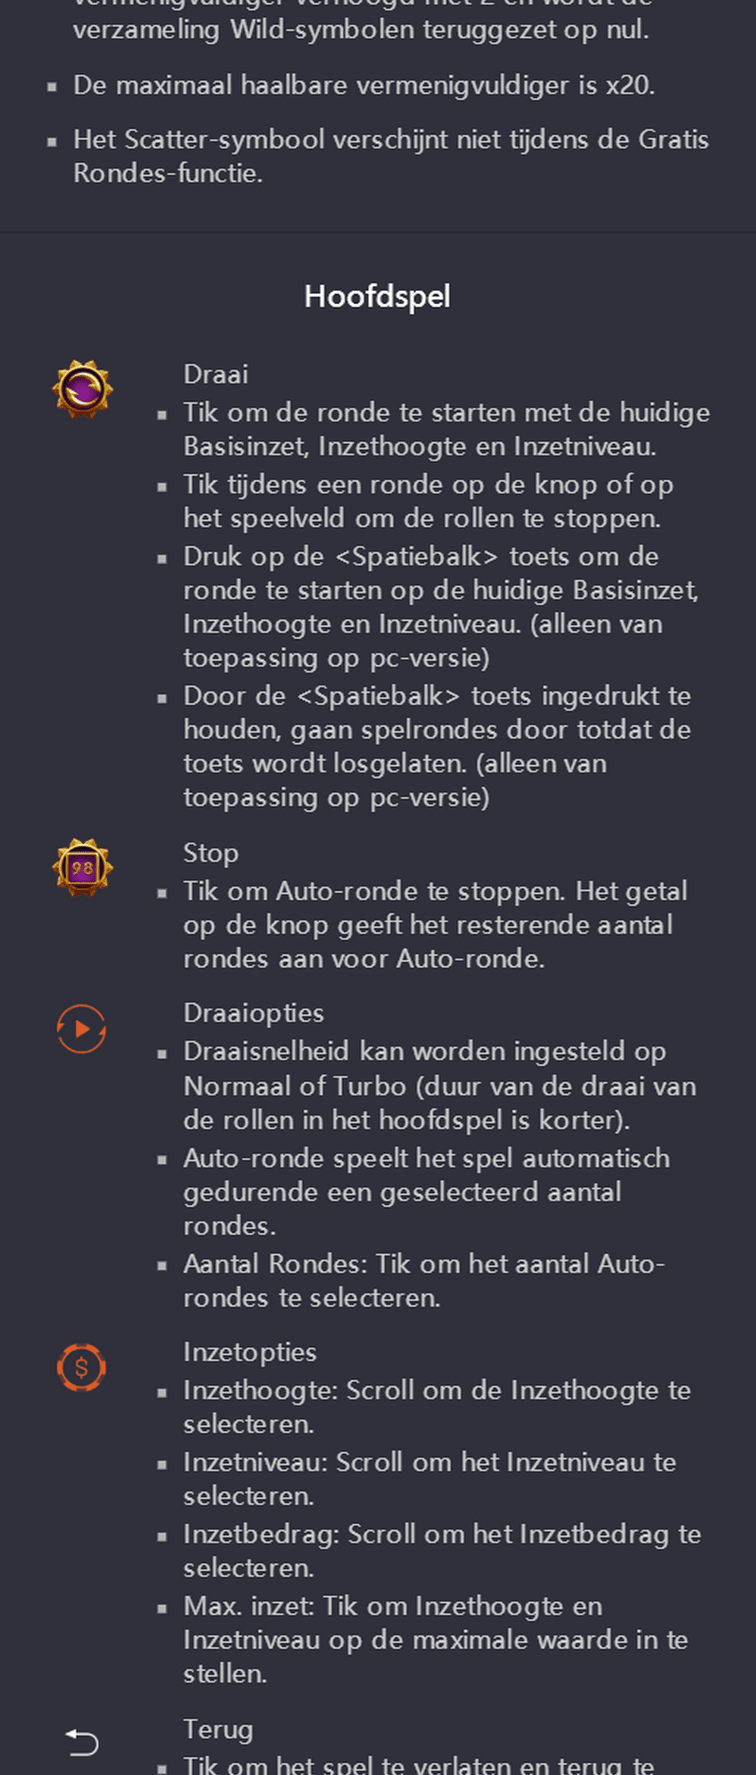 vermenigvuldiger verhoogd met 2 en wordt de
verzameling Wild-symbolen teruggezet op nul.
De maximaal haalbare vermenigvuldiger is x20.
Het Scatter-symbool verschijnt niet tijdens de Gratis
Rondes-functie.
Hoofdspel
Draai
Tik om de ronde te starten met de huidige
Basisinzet, Inzethoogte en Inzetniveau.
Tik tijdens een ronde op de knop of op
het speelveld om de rollen te stoppen.
Druk op de <Spatiebalk> toets om de
ronde te starten op de huidige Basisinzet,
Inzethoogte en Inzetniveau. (alleen van
toepassing op pc-versie)
Door de <Spatiebalk> toets ingedrukt te
houden, gaan spelrondes door totdat de
toets wordt losgelaten. (alleen van
toepassing op pc-versie)
98
Stop
Tik om Auto-ronde te stoppen. Het getal
op de knop geeft het resterende aantal
rondes aan voor Auto-ronde.
Draaiopties
Draaisnelheid kan worden ingesteld op
Normaal of Turbo (duur van de draai van
de rollen in het hoofdspel is korter).
Auto-ronde speelt het spel automatisch
gedurende een geselecteerd aantal
rondes.
Aantal Rondes: Tik om het aantal Auto-
rondes te selecteren.
$
Inzetopties
Inzethoogte: Scroll om de Inzethoogte te
selecteren.
Inzetniveau: Scroll om het Inzetniveau te
selecteren.
Inzetbedrag: Scroll om het Inzetbedrag te
selecteren.
Max. inzet: Tik om Inzethoogte en
Inzetniveau op de maximale waarde in te
stellen.
Terug
Tik om het spel te verlaten en terug te